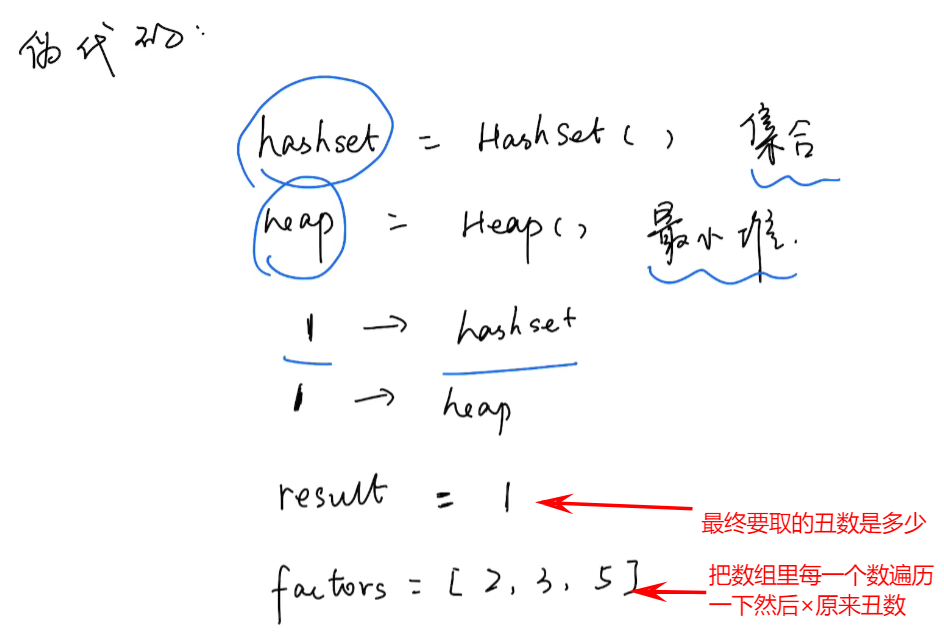 伪代码:
hashset = HashSet() 集合
heap = Heap() 最小堆.
1 → hashset
1 → heap
result = 1
最终要取的丑数是多少
factors = [2, 3, 5]
把数组里每一个数遍历
一下然后×原来丑数